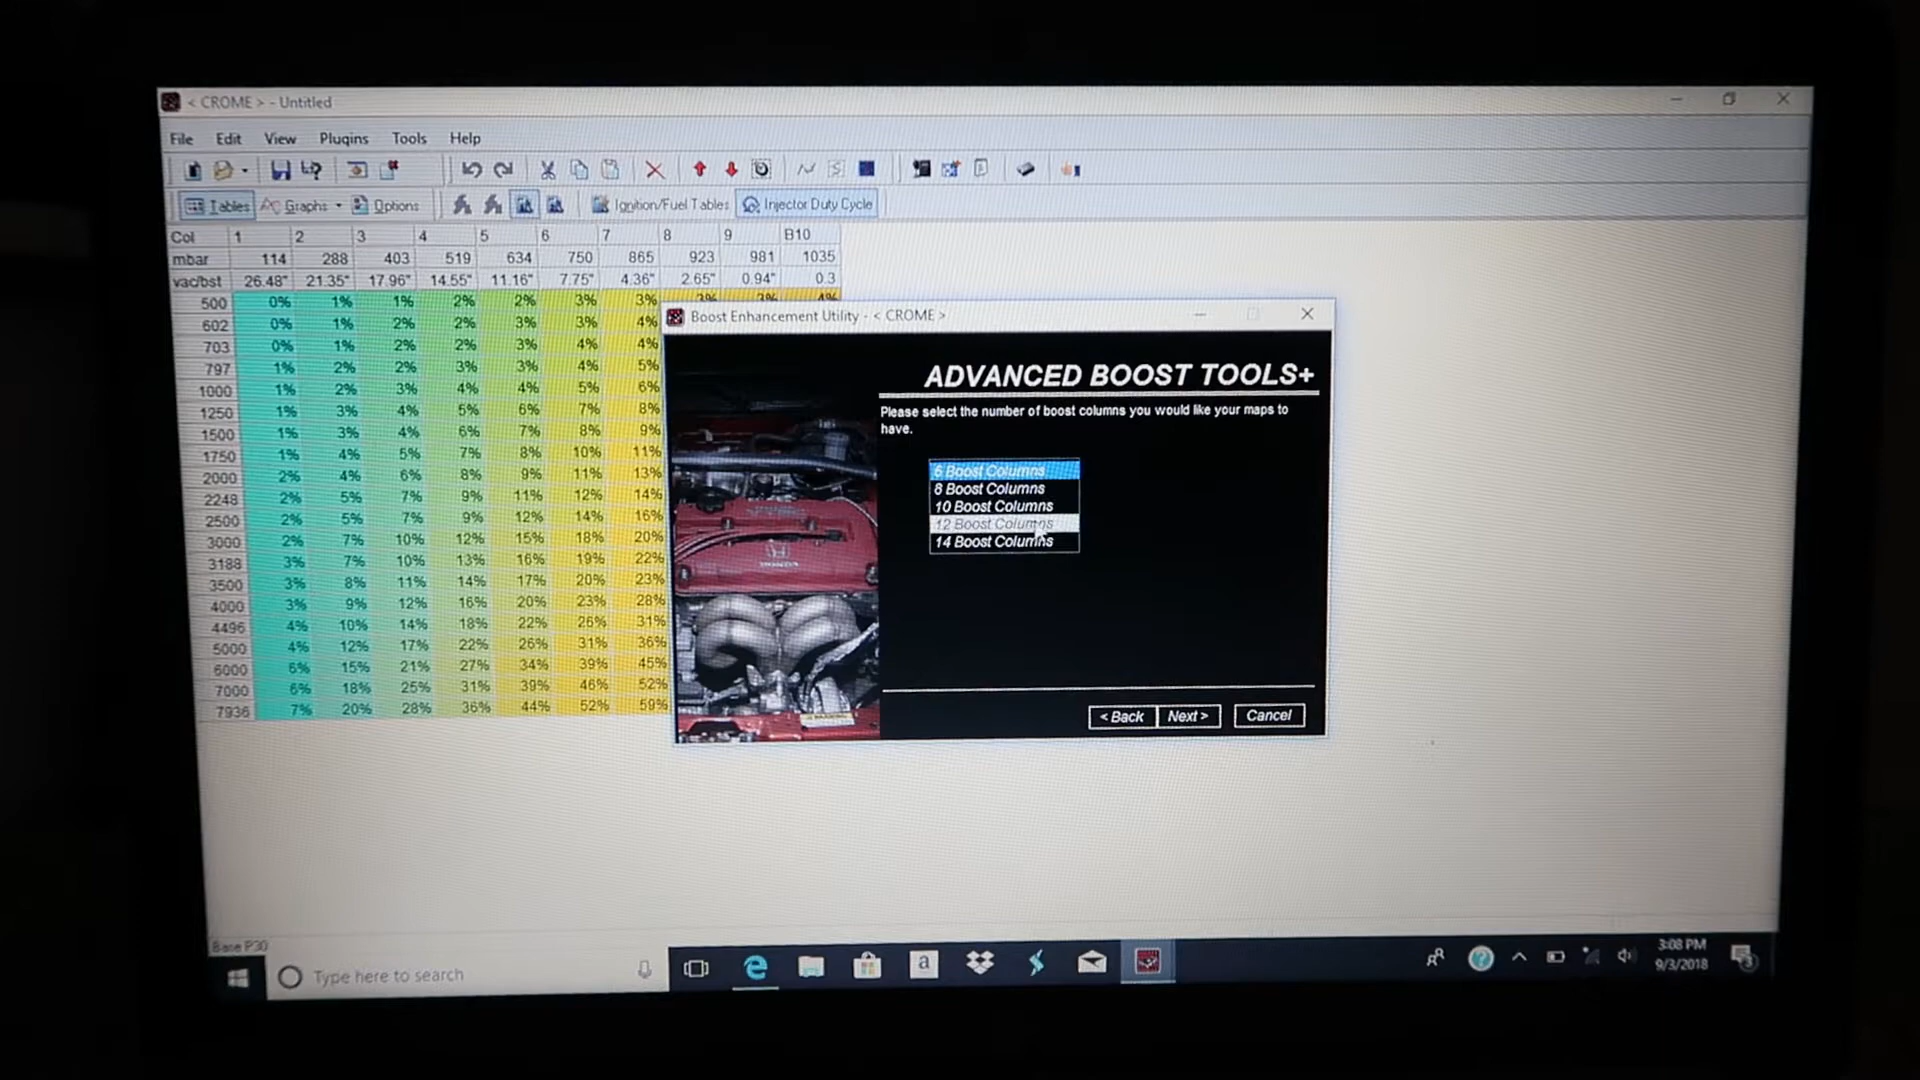 < CROME > - Untitled
File Edit View Plugins Tools Help
Tables Graphs Options Ignition/Fuel Tables Injector Duty Cycle
Col 1 2 3 4 5 6 7 8 9 B10
mbar 114 288 403 519 634 750 865 923 981 1035
vac/bst 26.48" 21.35" 17.96" 14.55" 11.16" 7.75" 4.36" 2.65" 0.94" 0.3
500 0% 1% 1% 2% 2% 3% 3% 3% 3% 4%
602 0% 1% 2% 2% 3% 3% 4%
703 0% 1% 2% 2% 3% 4% 4%
797 1% 2% 2% 3% 3% 4% 5%
1000 1% 2% 3% 4% 4% 5% 6%
1250 1% 3% 4% 5% 6% 7% 8%
1500 1% 3% 4% 6% 7% 8% 9%
1750 1% 4% 5% 7% 8% 10% 11%
2000 2% 4% 6% 8% 9% 11% 13%
2248 2% 5% 7% 9% 11% 12% 14%
2500 2% 5% 7% 9% 12% 14% 16%
3000 2% 7% 10% 12% 15% 18% 20%
3188 3% 7% 10% 13% 16% 19% 22%
3500 3% 8% 11% 14% 17% 20% 23%
4000 3% 9% 12% 16% 20% 23% 28%
4496 4% 10% 14% 18% 22% 26% 31%
5000 4% 12% 17% 22% 26% 31% 36%
6000 6% 15% 21% 27% 34% 39% 45%
7000 6% 18% 25% 31% 39% 46% 52%
7936 7% 20% 28% 36% 44% 52% 59%
Boost Enhancement Utility - < CROME >
ADVANCED BOOST TOOLS+
Please select the number of boost columns you would like your maps to
have.
6 Boost Columns
8 Boost Columns
10 Boost Columns
12 Boost Columns
14 Boost Columns
HONDA
< Back Next > Cancel
Base P30
Type here to search
a
3:08 PM
9/3/2018
3